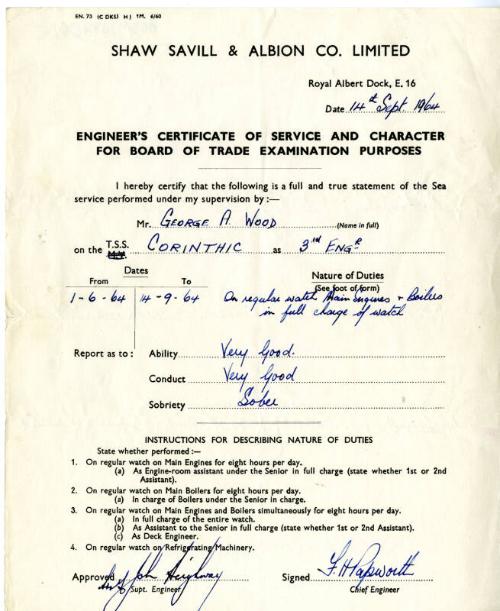 EN. 73 (C DKS) H) 1M. 6/60
SHAW SAVILL & ALBION CO. LIMITED
Royal Albert Dock, E. 16
Date 14th Sept. 1964
ENGINEER'S CERTIFICATE OF SERVICE AND CHARACTER
FOR BOARD OF TRADE EXAMINATION PURPOSES
I hereby certify that the following is a full and true statement of the Sea
service performed under my supervision by :—
Mr. GEORGE A. WOOD (Name in full)
on the T.S.S. CORINTHIC as 3rd ENGR
Dates
From To
Nature of Duties
(See foot of form)
1-6-64 14-9-64 On regular watch Main engines + Boilers
in full charge of watch
Report as to : Ability Very Good.
Conduct Very Good
Sobriety Sober
INSTRUCTIONS FOR DESCRIBING NATURE OF DUTIES
State whether performed :—
1. On regular watch on Main Engines for eight hours per day.
(a) As Engine-room assistant under the Senior in full charge (state whether 1st or 2nd
Assistant).
2. On regular watch on Main Boilers for eight hours per day.
(a) In charge of Boilers under the Senior in charge.
3. On regular watch on Main Engines and Boilers simultaneously for eight hours per day.
(a) In full charge of the entire watch.
(b) As Assistant to the Senior in full charge (state whether 1st or 2nd Assistant).
(c) As Deck Engineer.
4. On regular watch on Refrigerating Machinery.
Approved John Signed F. H. Papworth
Supt. Engineer Chief Engineer